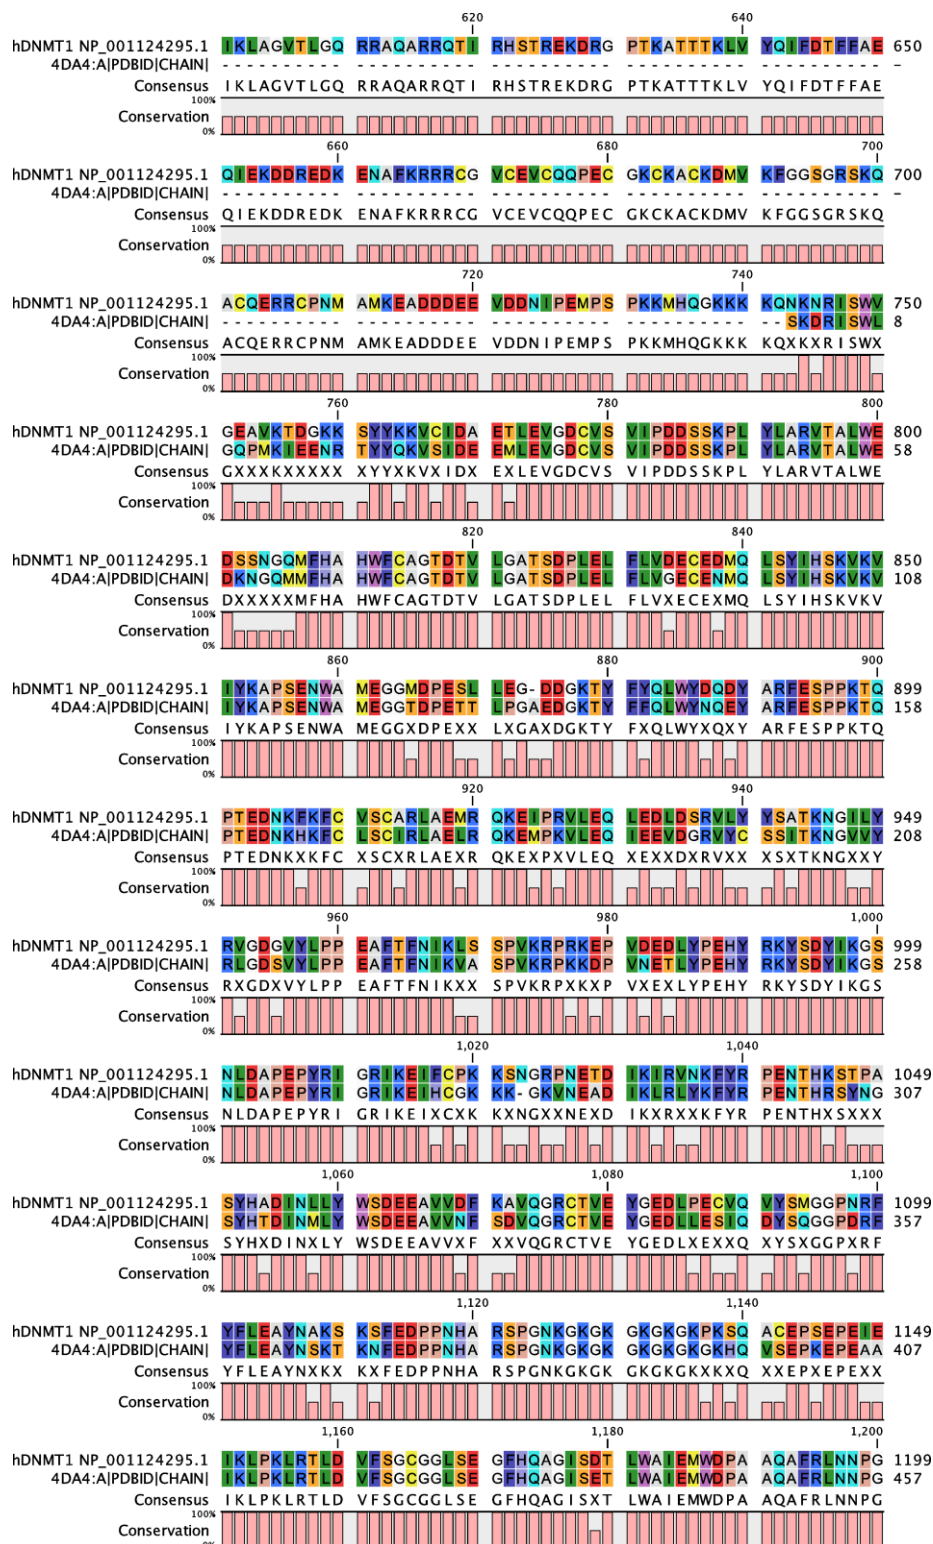 620 640
hDNMT1 NP_001124295.1 IKLAGVTLGQ RRAQARRQTI RHSTREKDRG PTKATTTKLV YQIFDTFFAE 650
4DA4:A|PDBID|CHAIN| - - - - - - - - - - - - - - - - - - - - - - - - - - - - - - - - - - - - - - - - - - - - - - - - - - -
Consensus IKLAGVTLGQ RRAQARRQTI RHSTREKDRG PTKATTTKLV YQIFDTFFAE
100%
Conservation
0%
660 680 700
hDNMT1 NP_001124295.1 QIEKDDREDK ENAFKRRRCG VCEVCQQPEC GKCKACKDMV KFGGSGRSKQ 700
4DA4:A|PDBID|CHAIN| - - - - - - - - - - - - - - - - - - - - - - - - - - - - - - - - - - - - - - - - - - - - - - - - - - -
Consensus QIEKDDREDK ENAFKRRRCG VCEVCQQPEC GKCKACKDMV KFGGSGRSKQ
100%
Conservation
0%
720 740
hDNMT1 NP_001124295.1 ACQERRCPNM AMKEADDDEE VDDNIPEMPS PKKMHQGKKK KQNKNRISWV 750
4DA4:A|PDBID|CHAIN| - - - - - - - - - - - - - - - - - - - - - - - - - - - - - - - - - - - - - - - - - - SKDRISWL 8
Consensus ACQERRCPNM AMKEADDDEE VDDNIPEMPS PKKMHQGKKK KQXKXRISWX
100%
Conservation
0%
760 780 800
hDNMT1 NP_001124295.1 GEAVKTDGKK SYYKKVCIDA ETLEVGDCVS VIPDDSSKPL YLARVTALWE 800
4DA4:A|PDBID|CHAIN| GQPMKIEENR TYYQKVSIDE EMLEVGDCVS VIPDDSSKPL YLARVTALWE 58
Consensus GXXXKXXXXX XYYXKVXIDX EXLEVGDCVS VIPDDSSKPL YLARVTALWE
100%
Conservation
0%
820 840
hDNMT1 NP_001124295.1 DSSNGQMFHA HWFCAGTDTV LGATSDPLEL FLVDECEDMQ LSYIHSKVKV 850
4DA4:A|PDBID|CHAIN| DKNGQMMFHA HWFCAGTDTV LGATSDPLEL FLVGECENMQ LSYIHSKVKV 108
Consensus DXXXXXMFHA HWFCAGTDTV LGATSDPLEL FLVXECEXMQ LSYIHSKVKV
100%
Conservation
0%
860 880 900
hDNMT1 NP_001124295.1 IYKAPSENWA MEGGMDPESL LEG-DDGKTY FYQLWYDQDY ARFESPPKTQ 899
4DA4:A|PDBID|CHAIN| IYKAPSENWA MEGGTDPETT LPGAEDGKTY FFQLWYNQEY ARFESPPKTQ 158
Consensus IYKAPSENWA MEGGXDPEXX LXGAXDGKTY FXQLWYXQXY ARFESPPKTQ
100%
Conservation
0%
920 940
hDNMT1 NP_001124295.1 PTEDNKFKFC VSCARLAEMR QKEIPRVLEQ LEDLDSRVLY YSATKNGILY 949
4DA4:A|PDBID|CHAIN| PTEDNKHKFC LSCIRLAELR QKEMPKVLEQ IEEVDGRVYC SSITKNGVVY 208
Consensus PTEDNKXKFC XSCXRLAEXR QKEXPXVLEQ XEXXDXRVXX XSXTKNGXXY
100%
Conservation
0%
960 980 1,000
hDNMT1 NP_001124295.1 RVGDGVYLPP EAFTFNIKLS SPVKRPRKEP VDEDLYPEHY RKYSDYIKGS 999
4DA4:A|PDBID|CHAIN| RLGDSVYLPP EAFTFNIKVA SPVKRPKKDP VNETLYPEHY RKYSDYIKGS 258
Consensus RXGDXVYLPP EAFTFNIKXX SPVKRPXKXP VXEXLYPEHY RKYSDYIKGS
100%
Conservation
0%
1,020 1,040
hDNMT1 NP_001124295.1 NLDAPEPYRI GRIKEIFCPK KSNGRPNETD IKIRVNKFYR PENTHKSTPA 1049
4DA4:A|PDBID|CHAIN| NLDAPEPYRI GRIKEIHCGK KK-GKVNEAD IKLRLYKFYR PENTHRSYNG 307
Consensus NLDAPEPYRI GRIKEIXCXK KXNGXXNEXD IKXRXXKFYR PENTHXSXXX
100%
Conservation
0%
1,060 1,080 1,100
hDNMT1 NP_001124295.1 SYHADINLLY WSDEEAVVDF KAVQGRCTVE YGEDLPECVQ VYSMGGPNRF 1099
4DA4:A|PDBID|CHAIN| SYHTDINMLY WSDEEAVVNF SDVQGRCTVE YGEDLLESIQ DYSQGGPDRF 357
Consensus SYHXDINXLY WSDEEAVVXF XXVQGRCTVE YGEDLXEXXQ XYSXGGPXRF
100%
Conservation
0%
1,120 1,140
hDNMT1 NP_001124295.1 YFLEAYNAKS KSFEDPPNHA RSPGNKGKGK GKGKGKPKSQ ACEPSEPEIE 1149
4DA4:A|PDBID|CHAIN| YFLEAYNSKT KNFEDPPNHA RSPGNKGKGK GKGKGKGKHQ VSEPKEPEAA 407
Consensus YFLEAYNXKX KXFEDPPNHA RSPGNKGKGK GKGKGKXKXQ XXEPXEPEXX
100%
Conservation
0%
1,160 1,180 1,200
hDNMT1 NP_001124295.1 IKLPKLRTLD VFSGCGGLSE GFHQAGISDT LWAIEMWDPA AQAFRLNNPG 1199
4DA4:A|PDBID|CHAIN| IKLPKLRTLD VFSGCGGLSE GFHQAGISET LWAIEMWDPA AQAFRLNNPG 457
Consensus IKLPKLRTLD VFSGCGGLSE GFHQAGISXT LWAIEMWDPA AQAFRLNNPG
100%
Conservation
0%